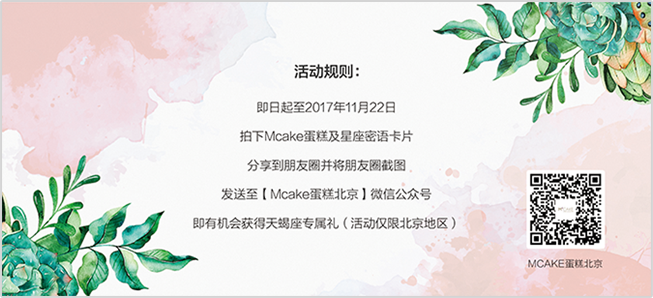 活动规则：
即日起至2017年11月22日
拍下Mcake蛋糕及星座密语卡片
分享到朋友圈并将朋友圈截图
发送至【Mcake蛋糕北京】微信公众号
即有机会获得天蝎座专属礼（活动仅限北京地区）
MCAKE蛋糕北京